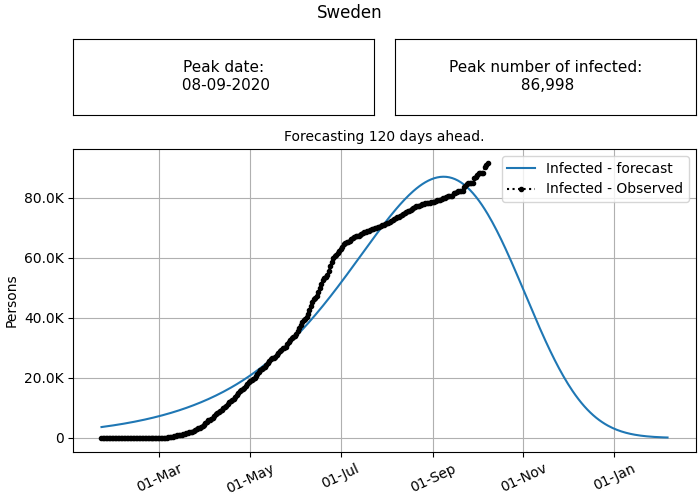 Sweden
Peak date:
08-09-2020
Peak number of infected:
86,998
Forecasting 120 days ahead.
Infected - forecast
Infected - Observed
Persons
80.0K
60.0K
40.0K
20.0K
0
01-Mar
01-May
01-Jul
01-Sep
01-Nov
01-Jan